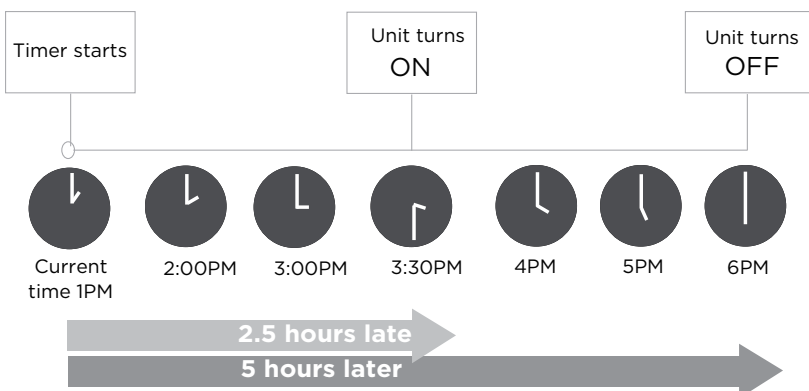 Timer starts
Unit turns
ON
Unit turns
OFF
Current
time 1PM
2:00PM
3:00PM
3:30PM
4PM
5PM
6PM
2.5 hours late
5 hours later